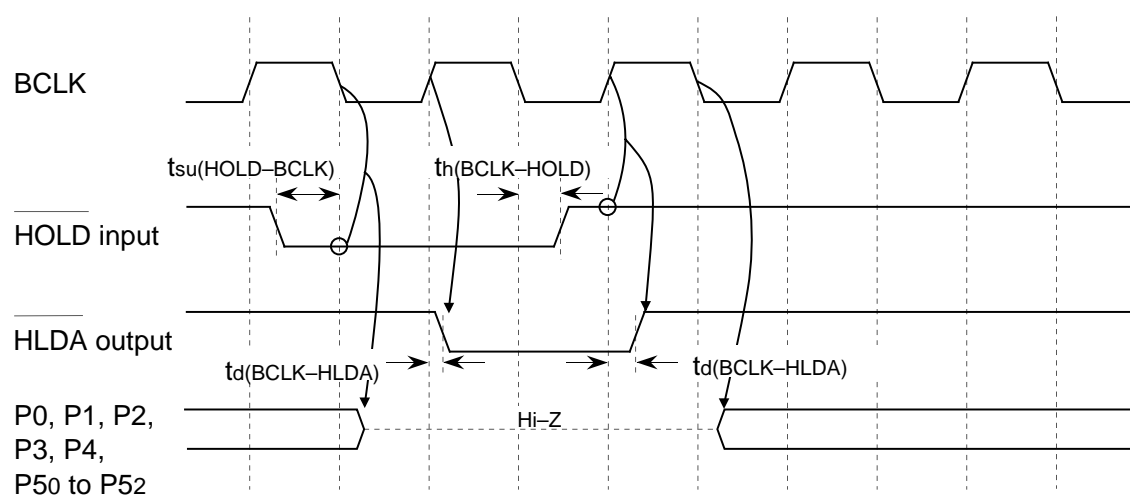 BCLK
tsu(HOLD–BCLK)
th(BCLK–HOLD)
HOLD input
HLDA output
td(BCLK–HLDA)
td(BCLK–HLDA)
P0, P1, P2,
P3, P4,
P50 to P52
Hi–Z